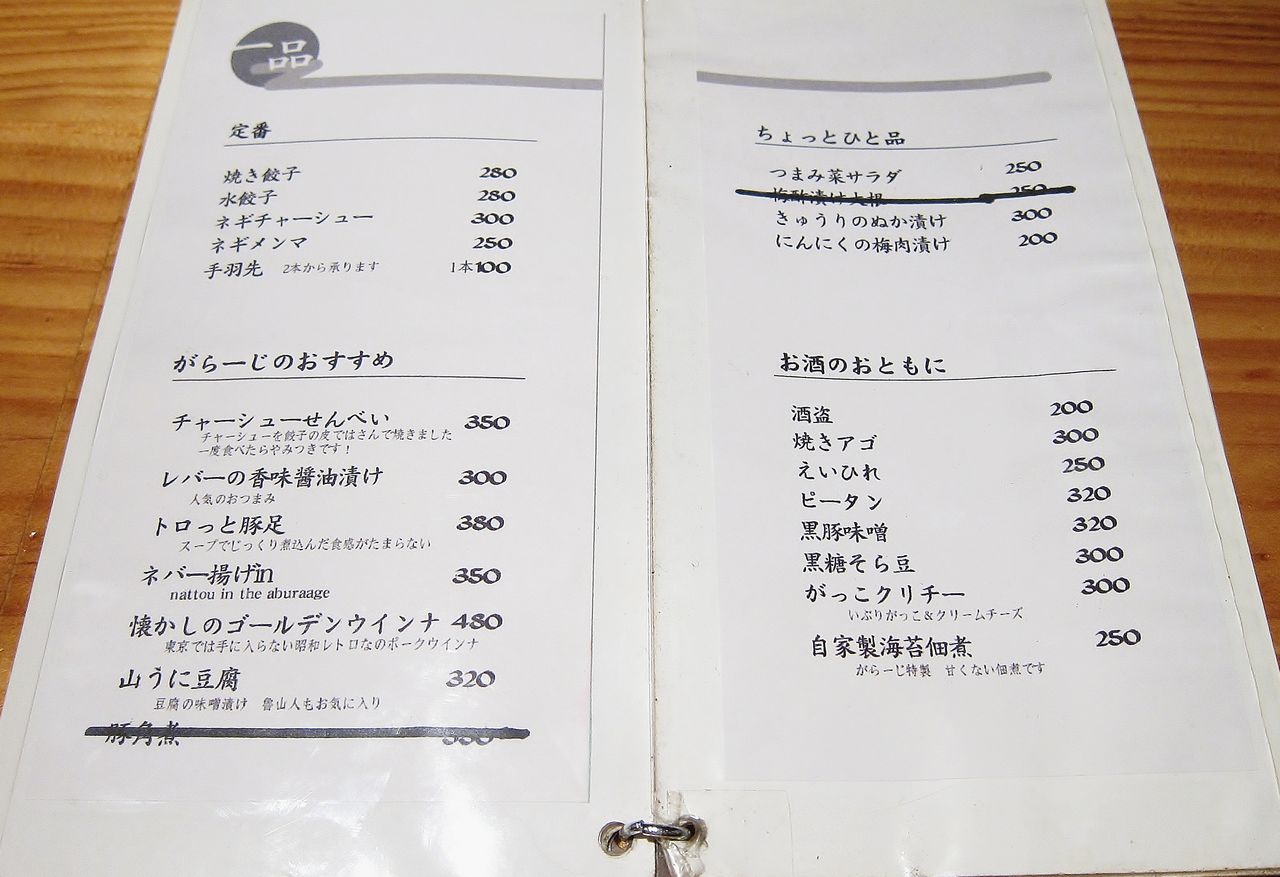 一品
定番
焼き餃子 280
水餃子 280
ネギチャーシュー 300
ネギメンマ 250
手羽先 2本から承ります 1本100
がらーじのおすすめ
チャーシューせんべい 350
チャーシューを餃子の皮ではさんで焼きました
一度食べたらやみつきです！
レバーの香味醤油漬け 300
人気のおつまみ
トロっと豚足 380
スープでじっくり煮込んだ食感がたまらない
ネバー揚げin 350
nattou in the aburaage
懐かしのゴールデンウインナ 480
東京では手に入らない昭和レトロなのポークウインナ
山うに豆腐 320
豆腐の味噌漬け 魯山人もお気に入り
豚角煮
ちょっとひと品
つまみ菜サラダ 250
梅酢漬け大根 250
きゅうりのぬか漬け 300
にんにくの梅肉漬け 200
お酒のおともに
酒盗 200
焼きアゴ 300
えいひれ 250
ピータン 320
黒豚味噌 320
黒糖そら豆 300
がっこクリチー 300
いぶりがっこ＆クリームチーズ
自家製海苔佃煮 250
がらーじ特製 甘くない佃煮です